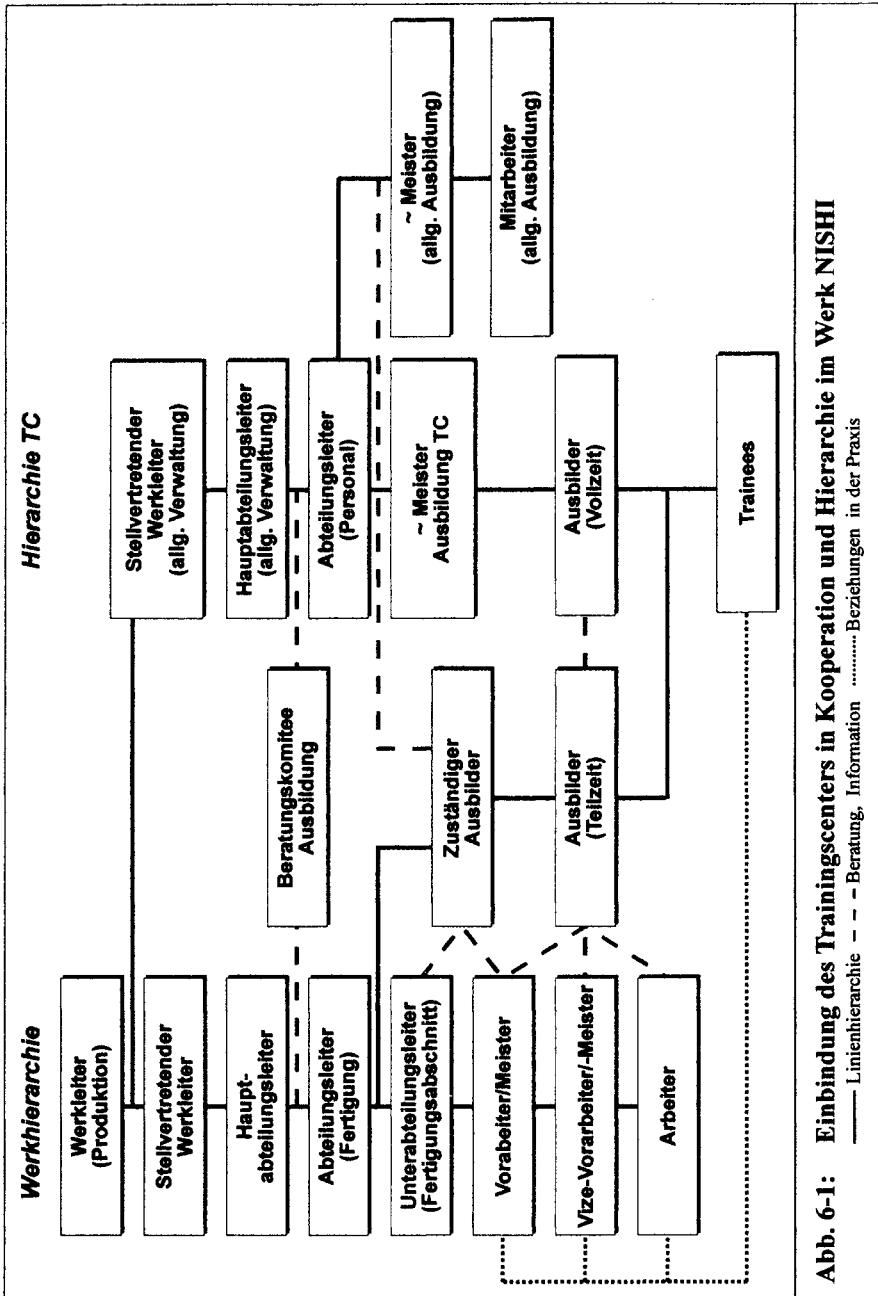 Werkhierarchie
Hierarchie TC
Werkleiter
(Produktion)
Stellvertretender
Werkleiter
Haupt-
abteilungsleiter
Abteilungsleiter
(Fertigung)
Unterabteilungsleiter
(Fertigungsabschnitt)
Vorabeiter/Meister
Vize-Vorarbeiter/-Meister
Arbeiter
Beratungskomitee
Ausbildung
Zuständiger
Ausbilder
Ausbilder
(Teilzeit)
Stellvertretender
Werkleiter
(allg. Verwaltung)
Hauptabteilungsleiter
(allg. Verwaltung)
Abteilungsleiter
(Personal)
~ Meister
Ausbildung TC
Ausbilder
(Vollzeit)
Trainees
~ Meister
(allg. Ausbildung)
Mitarbeiter
(allg. Ausbildung)
Abb. 6-1: Einbindung des Trainingscenters in Kooperation und Hierarchie im Werk NISHI
Linienhierarchie Beratung, Information Beziehungen in der Praxis